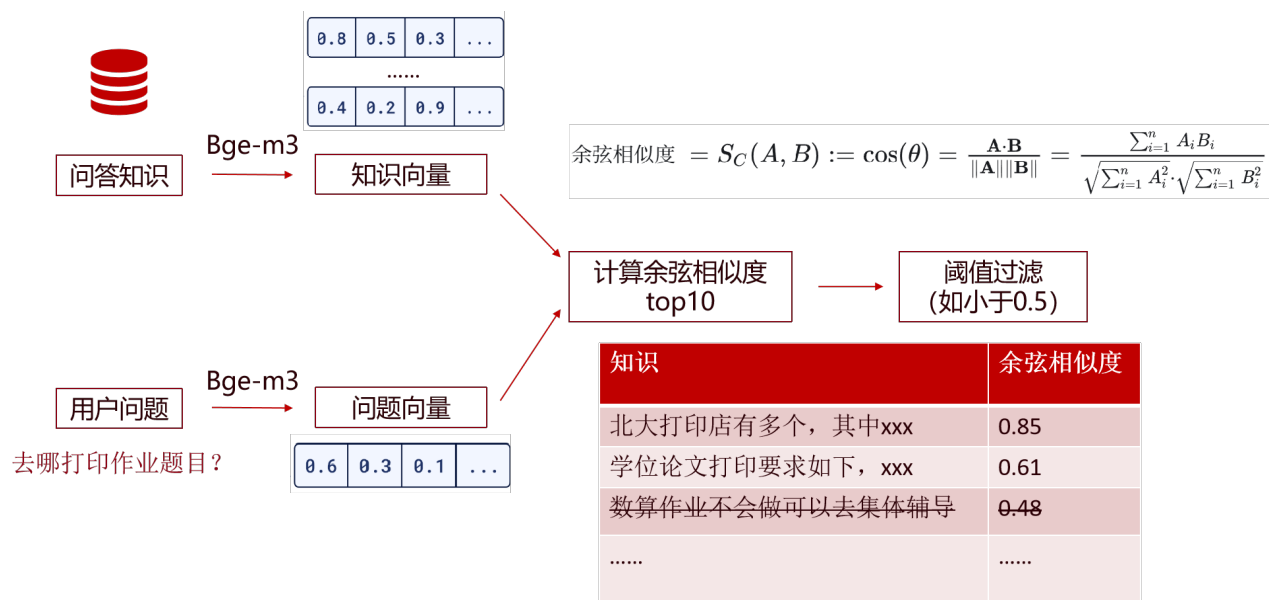 0.8 0.5 0.3 ...
......
0.4 0.2 0.9 ...
Bge-m3
问答知识
知识向量
余弦相似度 = S_C(A, B) := cos(θ) = A·B / ‖A‖‖B‖ = ∑_{i=1}^n A_i B_i / √(∑_{i=1}^n A_i^2) · √(∑_{i=1}^n B_i^2)
计算余弦相似度
top10
阈值过滤
（如小于0.5）
Bge-m3
用户问题
问题向量
去哪打印作业题目？
0.6 0.3 0.1 ...
知识 余弦相似度
北大打印店有多个，其中xxx 0.85
学位论文打印要求如下，xxx 0.61
数算作业不会做可以去集体辅导 0.48
...... ......